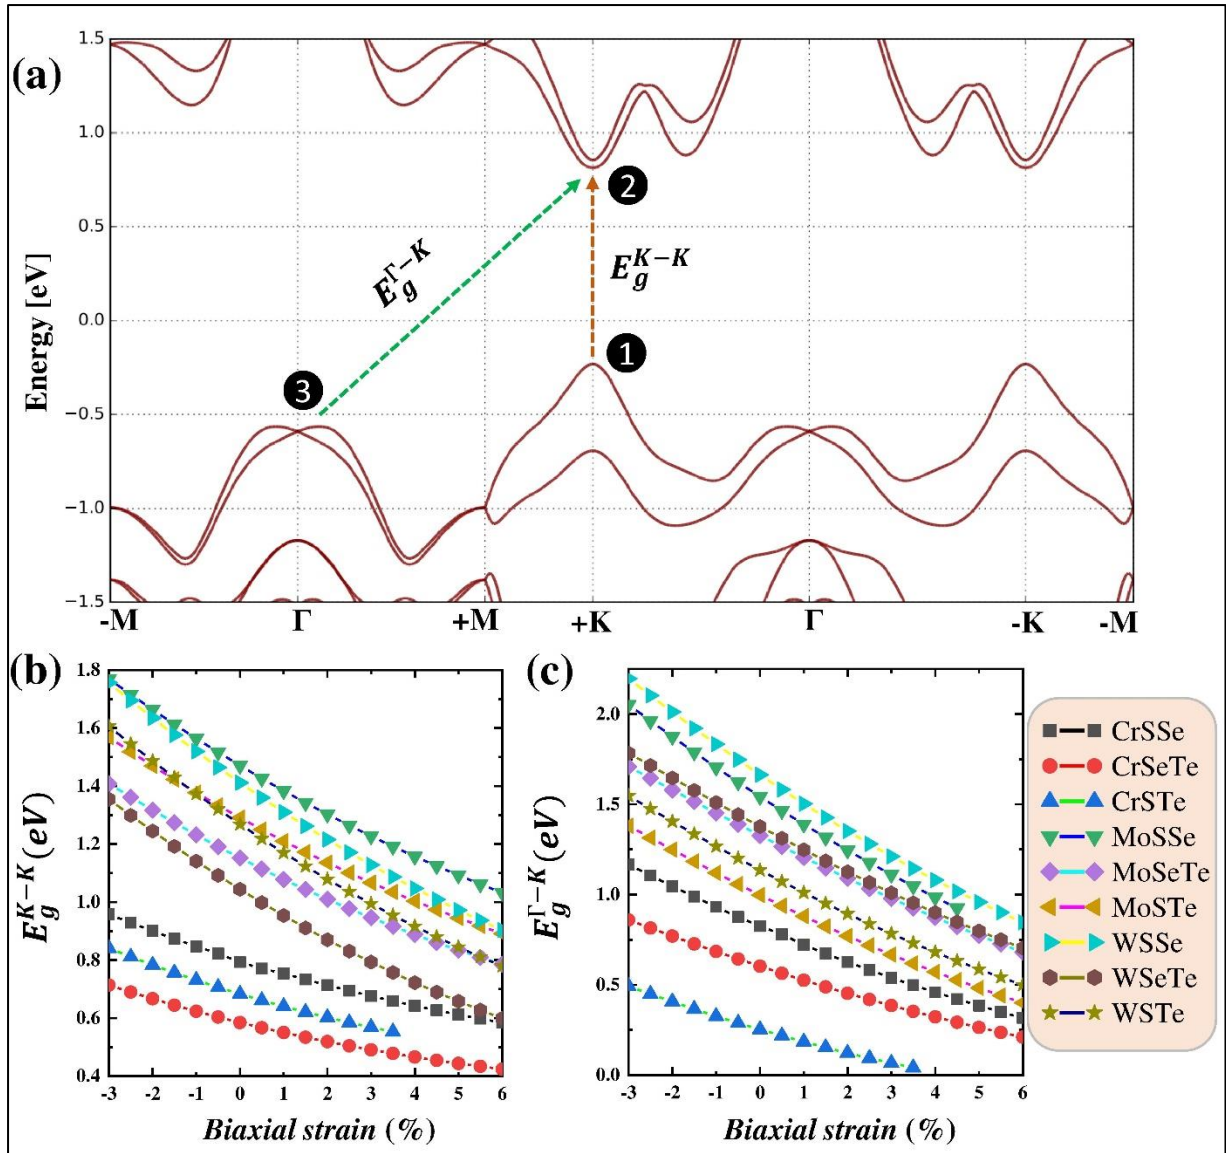 (a)
1.5
1.0
0.5
0.0
−0.5
−1.0
−1.5
Energy [eV]
2
E_g^{Γ−K}
E_g^{K−K}
1
3
-M Γ +M +K Γ -K -M
(b)
1.8
1.6
1.4
1.2
1.0
0.8
0.6
0.4
E_g^{K−K}(eV)
-3 -2 -1 0 1 2 3 4 5 6
Biaxial strain (%)
(c)
2.0
1.5
1.0
0.5
0.0
E_g^{Γ−K}(eV)
-3 -2 -1 0 1 2 3 4 5 6
Biaxial strain (%)
CrSSe
CrSeTe
CrSTe
MoSSe
MoSeTe
MoSTe
WSSe
WSeTe
WSTe